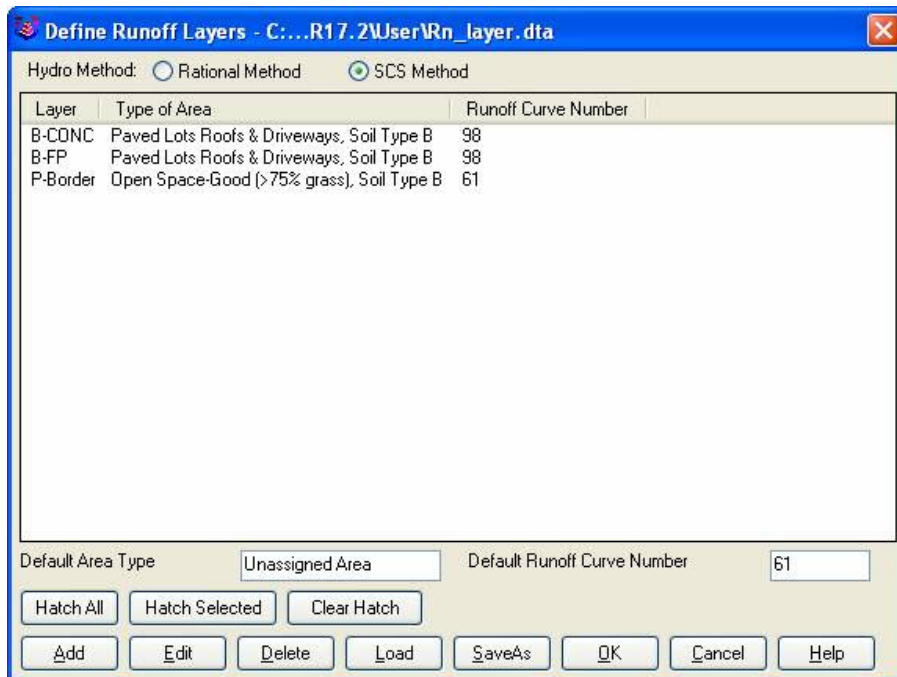 Define Runoff Layers - C:...R17.2\User\Rn_layer.dta
Hydro Method: Rational Method SCS Method
Layer Type of Area Runoff Curve Number
B-CONC Paved Lots Roofs & Driveways, Soil Type B 98
B-FP Paved Lots Roofs & Driveways, Soil Type B 98
P-Border Open Space-Good (>75% grass), Soil Type B 61
Default Area Type Unassigned Area Default Runoff Curve Number 61
Hatch All Hatch Selected Clear Hatch
Add Edit Delete Load SaveAs OK Cancel Help